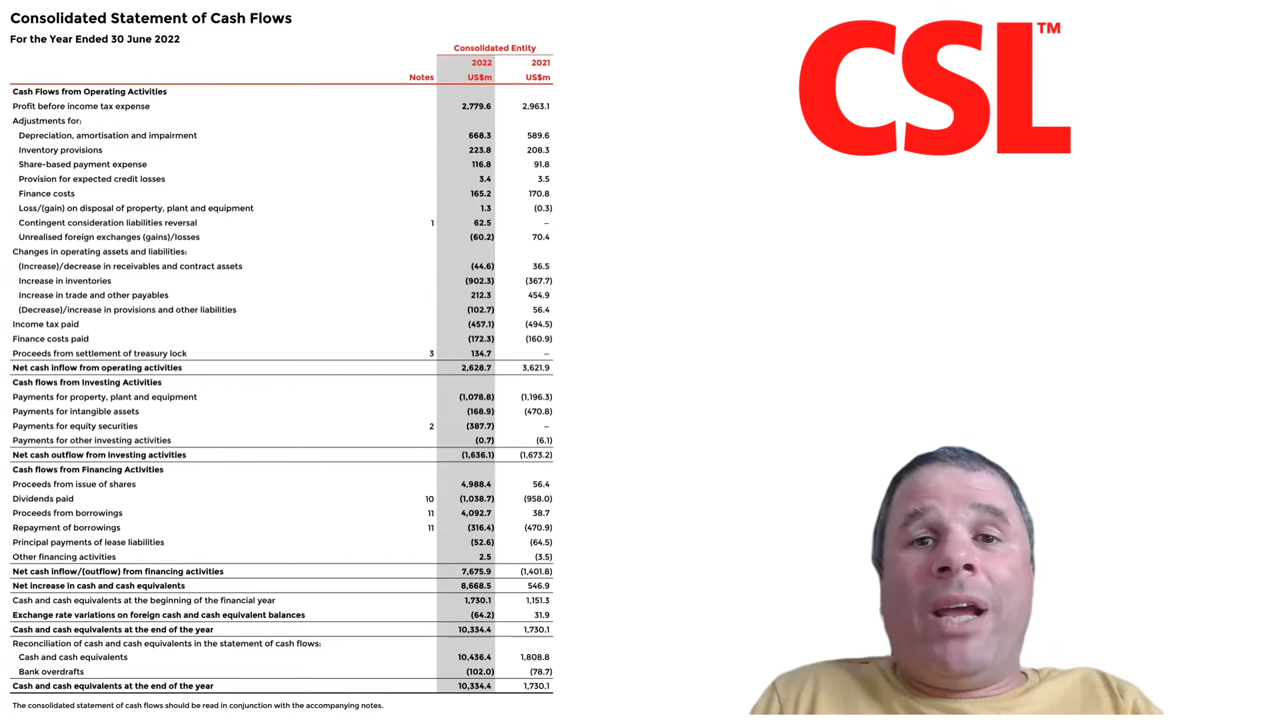 Consolidated Statement of Cash Flows
For the Year Ended 30 June 2022
Consolidated Entity
2022 2021
Notes US$m US$m
Cash Flows from Operating Activities
Profit before income tax expense 2,779.6 2,963.1
Adjustments for:
Depreciation, amortisation and impairment 668.3 589.6
Inventory provisions 223.8 208.3
Share-based payment expense 116.8 91.8
Provision for expected credit losses 3.4 3.5
Finance costs 165.2 170.8
Loss/(gain) on disposal of property, plant and equipment 1.3 (0.3)
Contingent consideration liabilities reversal 1 62.5 –
Unrealised foreign exchanges (gains)/losses (60.2) 70.4
Changes in operating assets and liabilities:
(Increase)/decrease in receivables and contract assets (44.6) 36.5
Increase in inventories (902.3) (367.7)
Increase in trade and other payables 212.3 454.9
(Decrease)/increase in provisions and other liabilities (102.7) 56.4
Income tax paid (457.1) (494.5)
Finance costs paid (172.3) (160.9)
Proceeds from settlement of treasury lock 3 134.7 –
Net cash inflow from operating activities 2,628.7 3,621.9
Cash flows from Investing Activities
Payments for property, plant and equipment (1,078.8) (1,196.3)
Payments for intangible assets (168.9) (470.8)
Payments for equity securities 2 (387.7) –
Payments for other investing activities (0.7) (6.1)
Net cash outflow from investing activities (1,636.1) (1,673.2)
Cash flows from Financing Activities
Proceeds from issue of shares 4,988.4 56.4
Dividends paid 10 (1,038.7) (958.0)
Proceeds from borrowings 11 4,092.7 38.7
Repayment of borrowings 11 (316.4) (470.9)
Principal payments of lease liabilities (52.6) (64.5)
Other financing activities 2.5 (3.5)
Net cash inflow/(outflow) from financing activities 7,675.9 (1,401.8)
Net increase in cash and cash equivalents 8,668.5 546.9
Cash and cash equivalents at the beginning of the financial year 1,730.1 1,151.3
Exchange rate variations on foreign cash and cash equivalent balances (64.2) 31.9
Cash and cash equivalents at the end of the year 10,334.4 1,730.1
Reconciliation of cash and cash equivalents in the statement of cash flows:
Cash and cash equivalents 10,436.4 1,808.8
Bank overdrafts (102.0) (78.7)
Cash and cash equivalents at the end of the year 10,334.4 1,730.1
The consolidated statement of cash flows should be read in conjunction with the accompanying notes.
CSL™